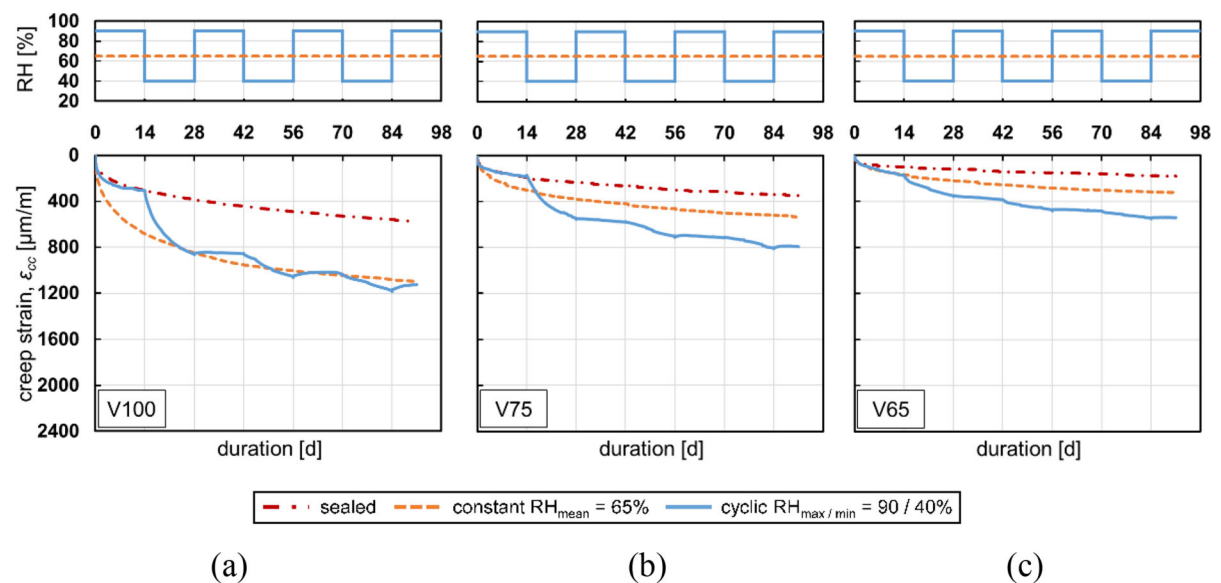 RH [%]
100
80
60
40
20
0 14 28 42 56 70 84 98
0 14 28 42 56 70 84 98
0 14 28 42 56 70 84 98
creep strain, εcc [μm/m]
0
400
800
1200
1600
2000
2400
V100
V75
V65
duration [d]
duration [d]
duration [d]
sealed constant RHmean = 65% cyclic RHmax / min = 90 / 40%
(a) (b) (c)